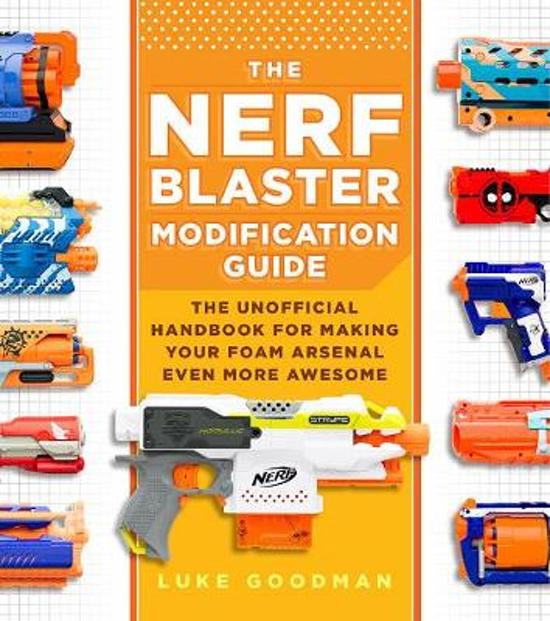 THE
NERF
BLASTER
MODIFICATION
GUIDE
THE UNOFFICIAL
HANDBOOK FOR MAKING
YOUR FOAM ARSENAL
EVEN MORE AWESOME
STRYFE
NERF
NERF
LUKE GOODMAN